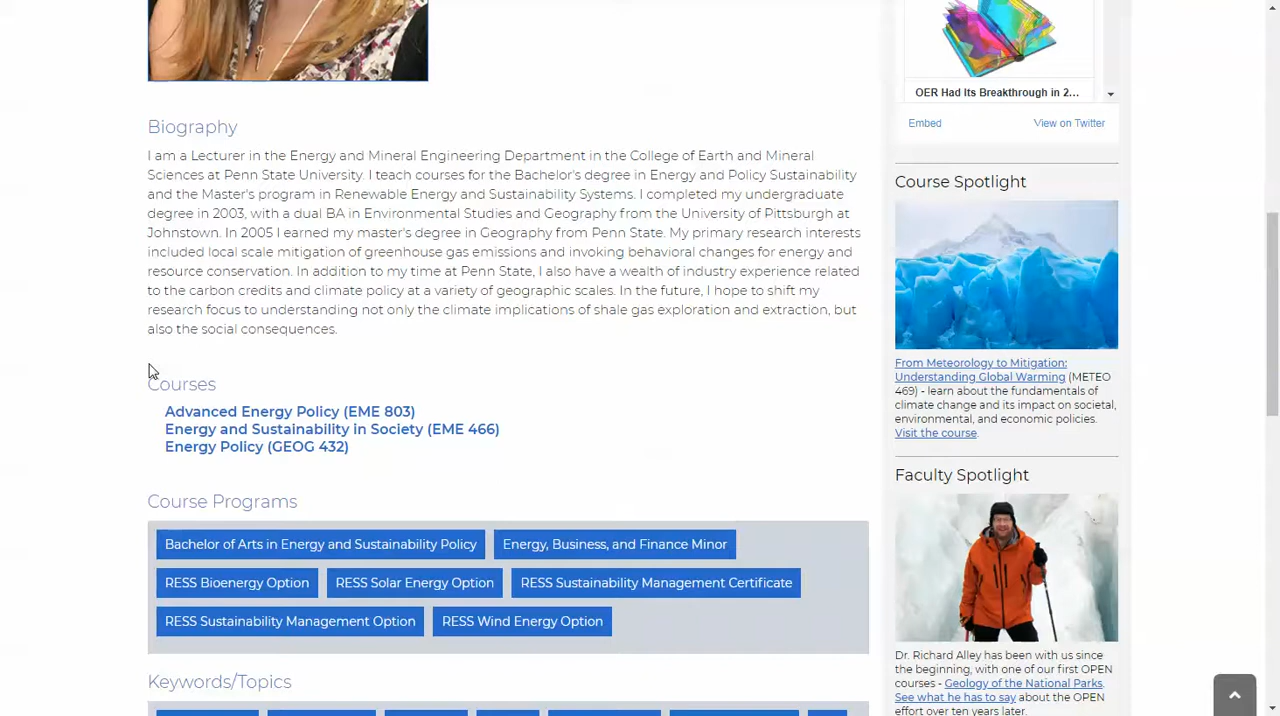 Biography
I am a Lecturer in the Energy and Mineral Engineering Department in the College of Earth and Mineral
Sciences at Penn State University. I teach courses for the Bachelor's degree in Energy and Policy Sustainability
and the Master's program in Renewable Energy and Sustainability Systems. I completed my undergraduate
degree in 2003, with a dual BA in Environmental Studies and Geography from the University of Pittsburgh at
Johnstown. In 2005 I earned my master's degree in Geography from Penn State. My primary research interests
included local scale mitigation of greenhouse gas emissions and invoking behavioral changes for energy and
resource conservation. In addition to my time at Penn State, I also have a wealth of industry experience related
to the carbon credits and climate policy at a variety of geographic scales. In the future, I hope to shift my
research focus to understanding not only the climate implications of shale gas exploration and extraction, but
also the social consequences.
Courses
Advanced Energy Policy (EME 803)
Energy and Sustainability in Society (EME 466)
Energy Policy (GEOG 432)
Course Programs
Bachelor of Arts in Energy and Sustainability Policy
Energy, Business, and Finance Minor
RESS Bioenergy Option
RESS Solar Energy Option
RESS Sustainability Management Certificate
RESS Sustainability Management Option
RESS Wind Energy Option
Keywords/Topics
OER Had Its Breakthrough in 2...
Embed
View on Twitter
Course Spotlight
From Meteorology to Mitigation:
Understanding Global Warming (METEO
469) - learn about the fundamentals of
climate change and its impact on societal,
environmental, and economic policies.
Visit the course.
Faculty Spotlight
Dr. Richard Alley has been with us since
the beginning, with one of our first OPEN
courses - Geology of the National Parks.
See what he has to say about the OPEN
effort over ten years later.